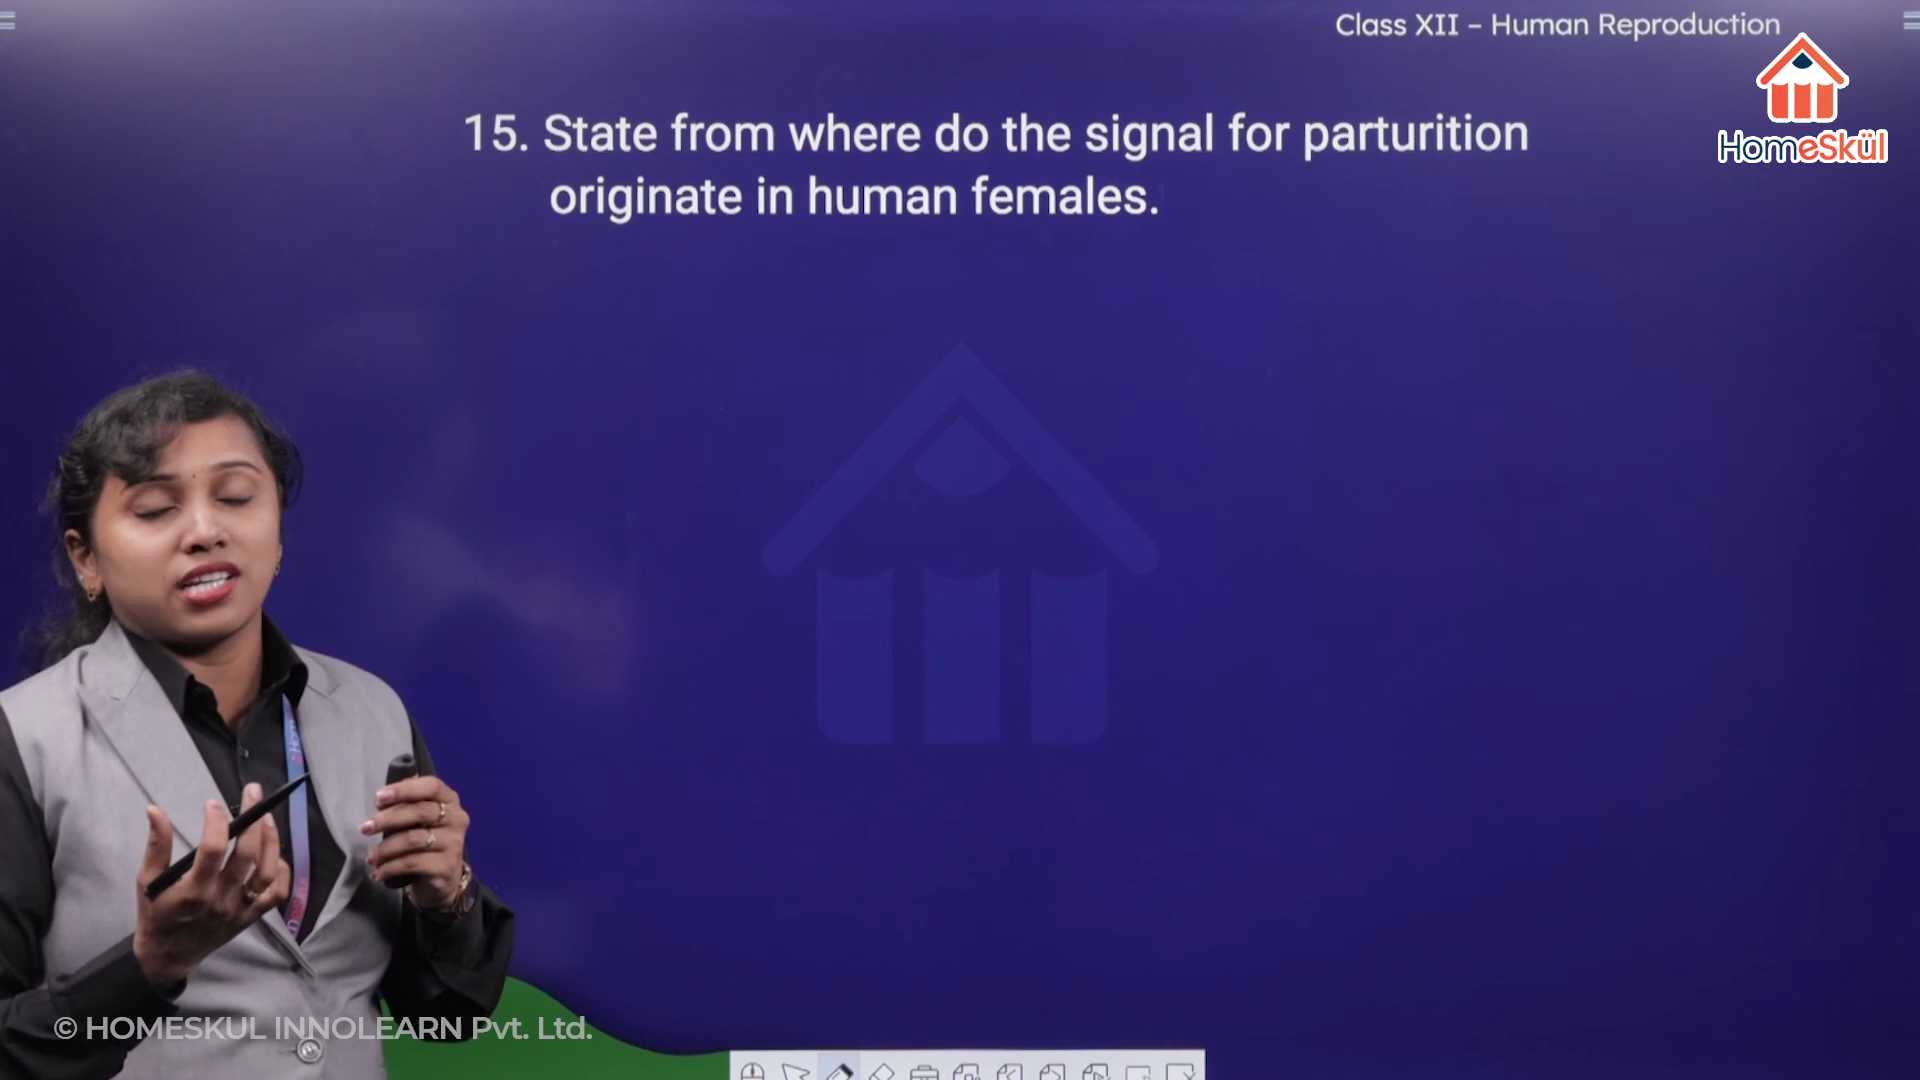 Class XII – Human Reproduction
HomeSkül
15. State from where do the signal for parturition
originate in human females.
© HOMESKUL INNOLEARN Pvt. Ltd.